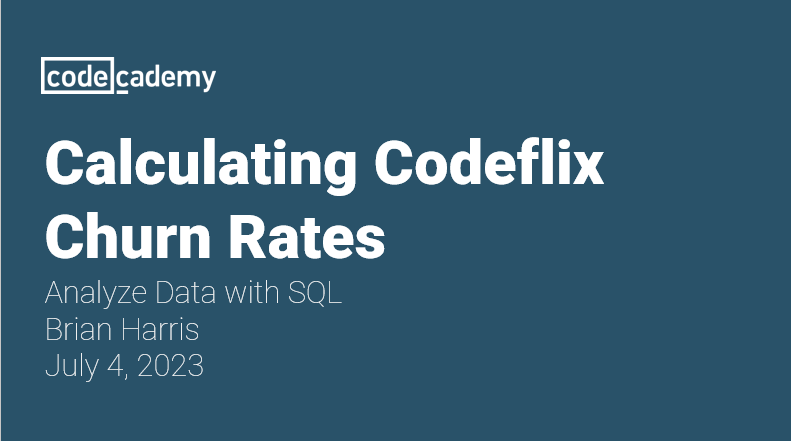 codecademy
Calculating Codeflix
Churn Rates
Analyze Data with SQL
Brian Harris
July 4, 2023